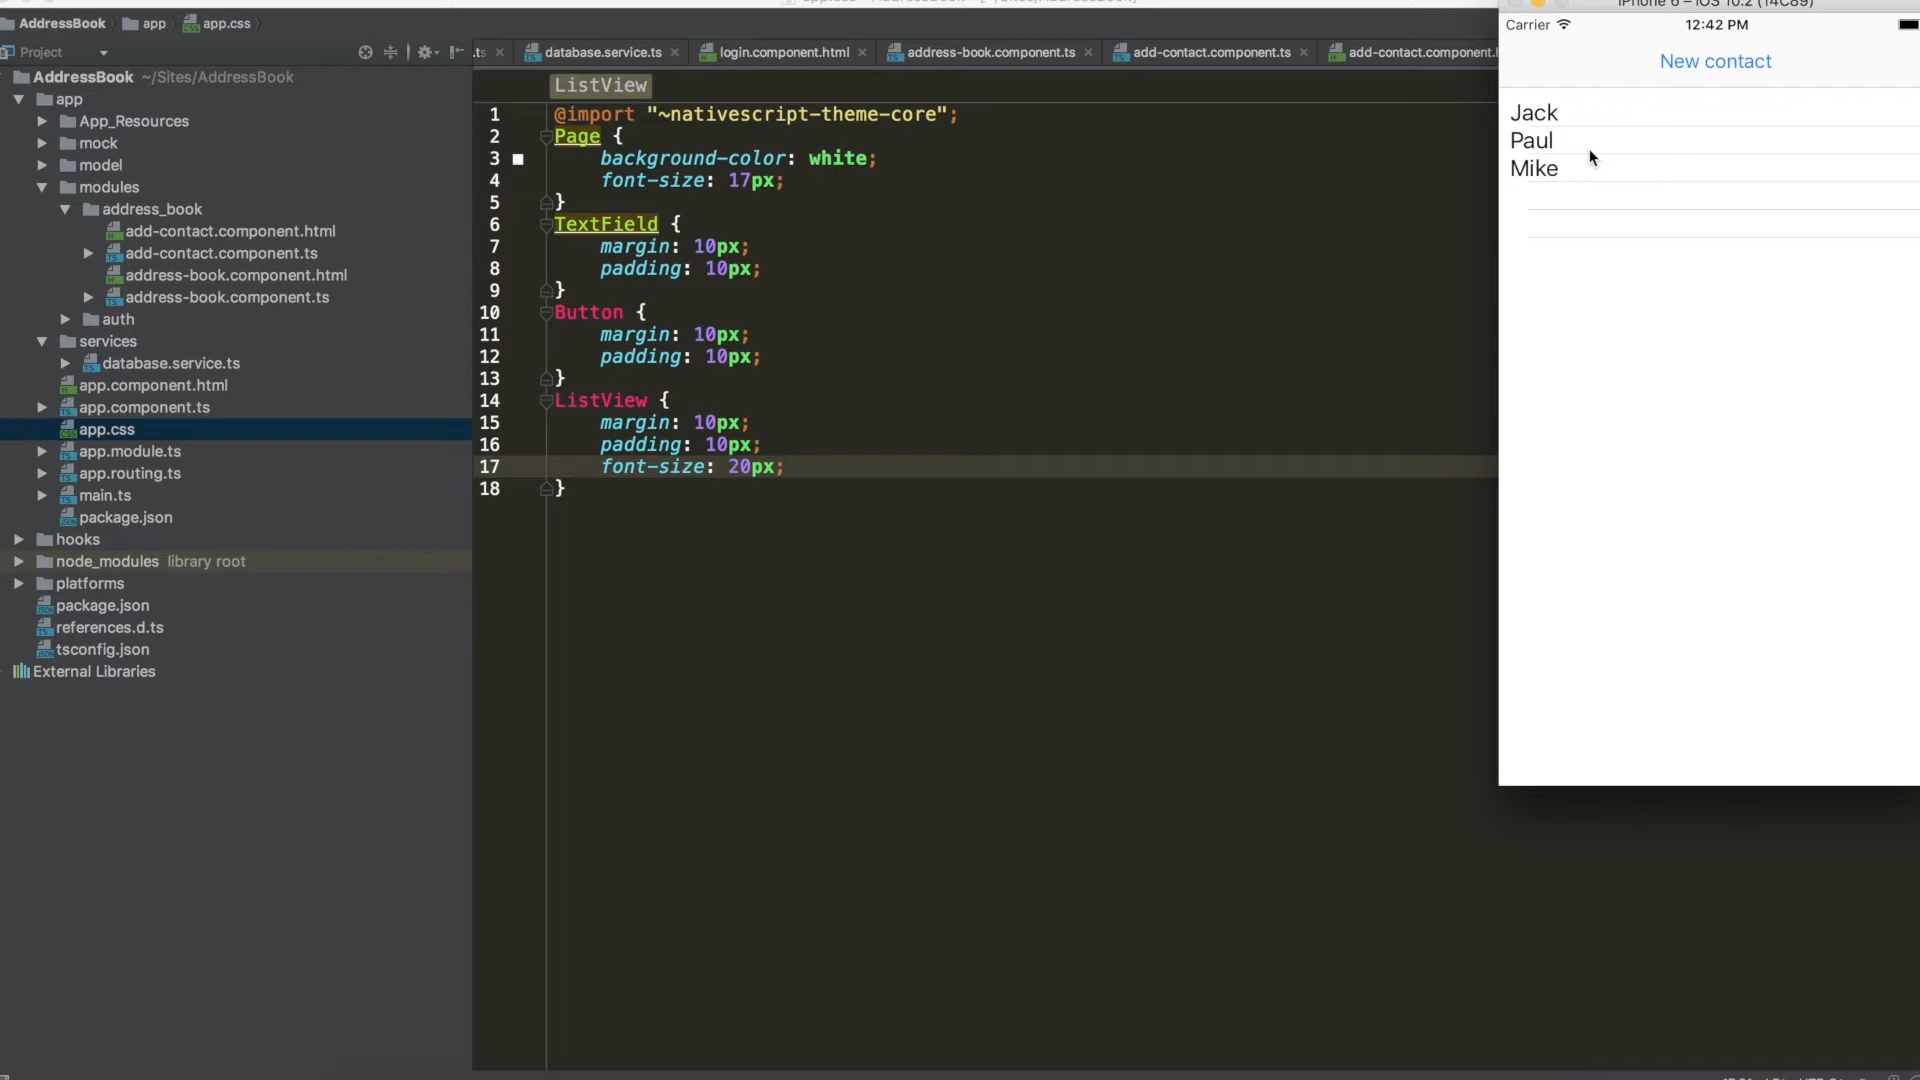 iPhone 6 – iOS 10.2 (14C89)
AddressBook app app.css
Carrier 12:42 PM
Project
.ts database.service.ts login.component.html address-book.component.ts add-contact.component.ts add-contact.component.h
New contact
AddressBook ~/Sites/AddressBook
ListView
app
App_Resources
mock
model
modules
address_book
add-contact.component.html
add-contact.component.ts
address-book.component.html
address-book.component.ts
auth
services
database.service.ts
app.component.html
app.component.ts
app.css
app.module.ts
app.routing.ts
main.ts
package.json
hooks
node_modules library root
platforms
package.json
references.d.ts
tsconfig.json
External Libraries
1 @import "~nativescript-theme-core";
2 Page {
3 background-color: white;
4 font-size: 17px;
5 }
6 TextField {
7 margin: 10px;
8 padding: 10px;
9 }
10 Button {
11 margin: 10px;
12 padding: 10px;
13 }
14 ListView {
15 margin: 10px;
16 padding: 10px;
17 font-size: 20px;
18 }
Jack
Paul
Mike